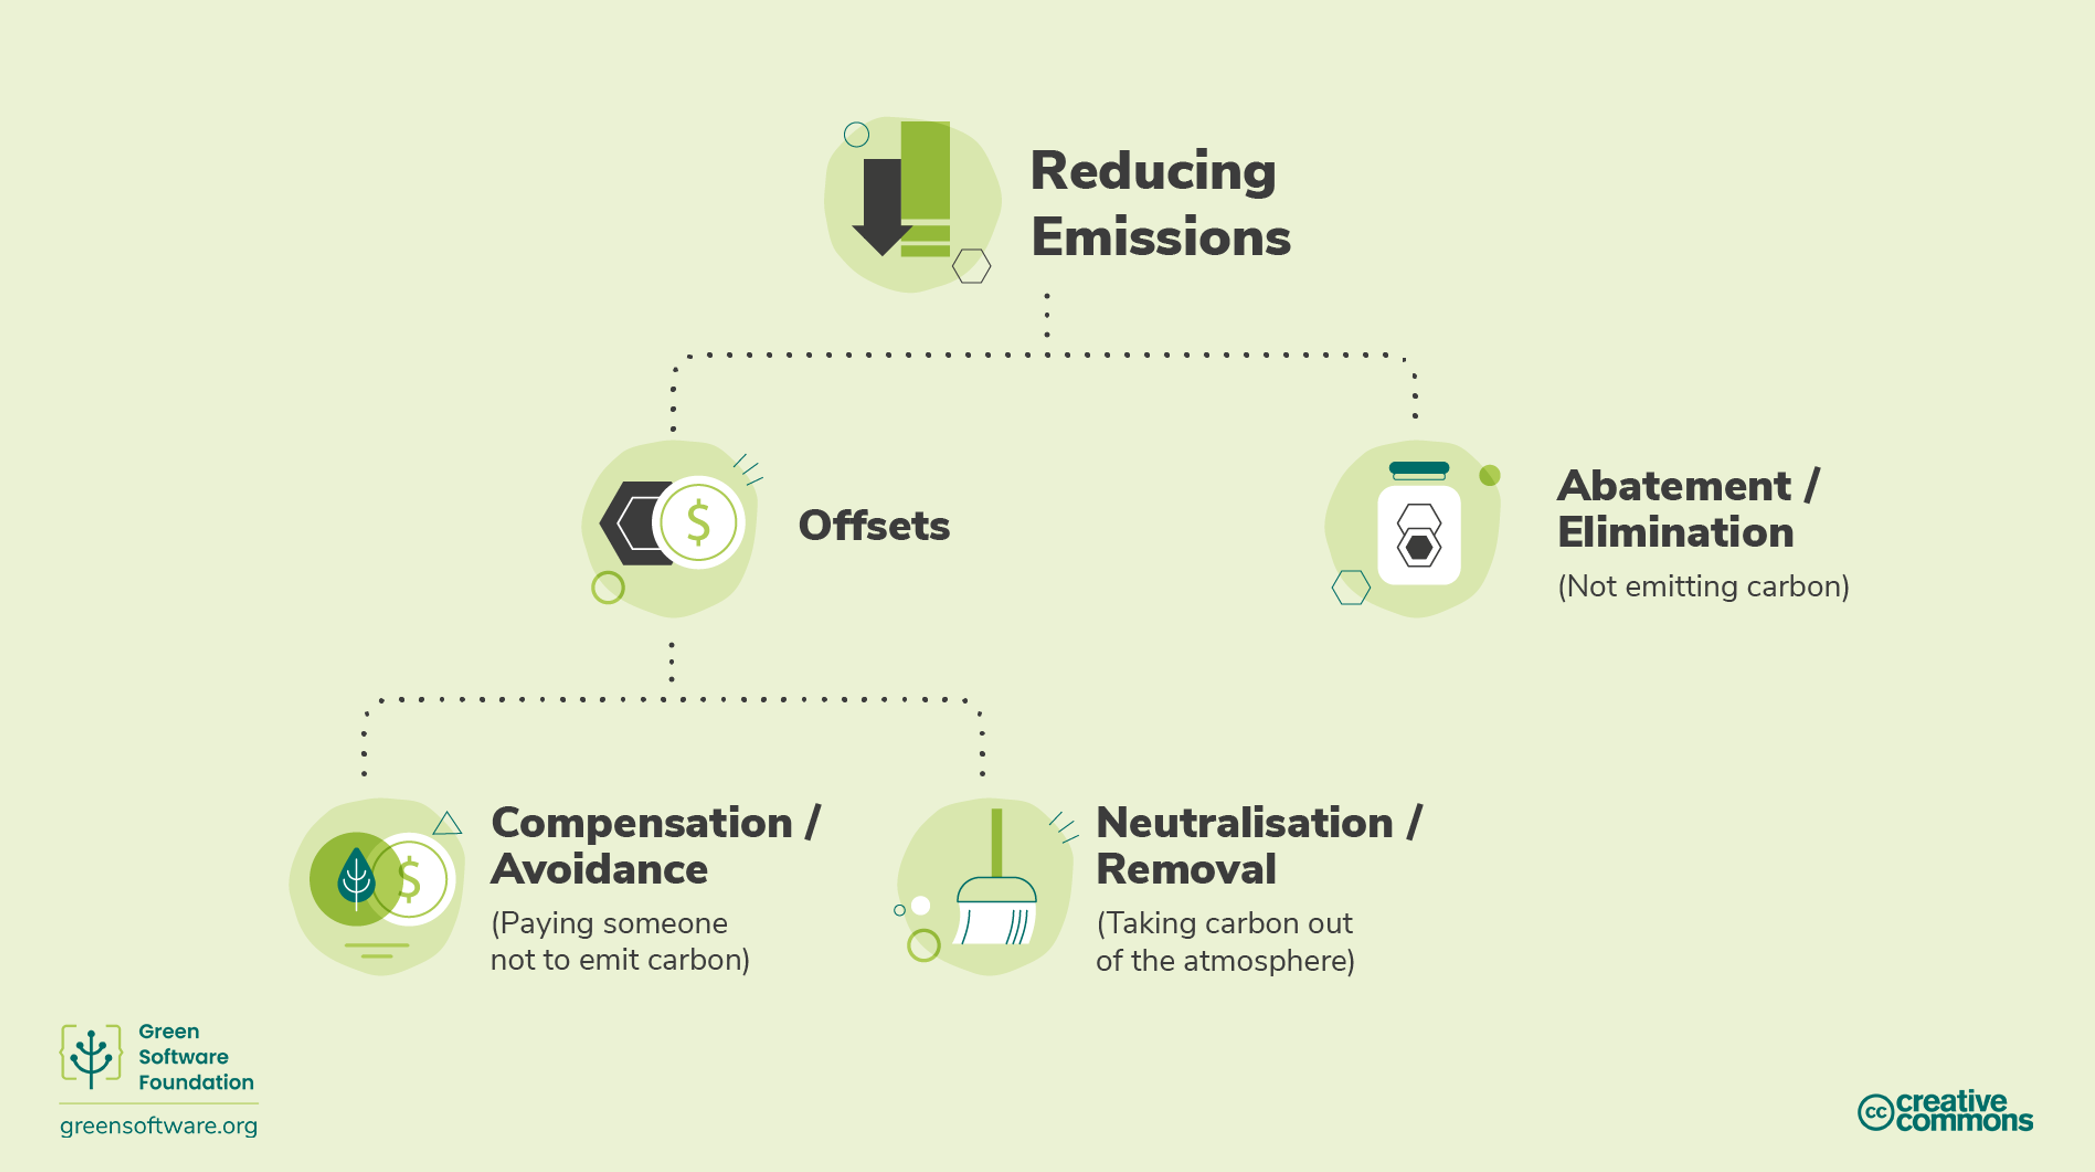 Reducing
Emissions
$
Offsets
Abatement /
Elimination
(Not emitting carbon)
$
Compensation /
Avoidance
(Paying someone
not to emit carbon)
Neutralisation /
Removal
(Taking carbon out
of the atmosphere)
Green
Software
Foundation
greensoftware.org
cc creative
commons